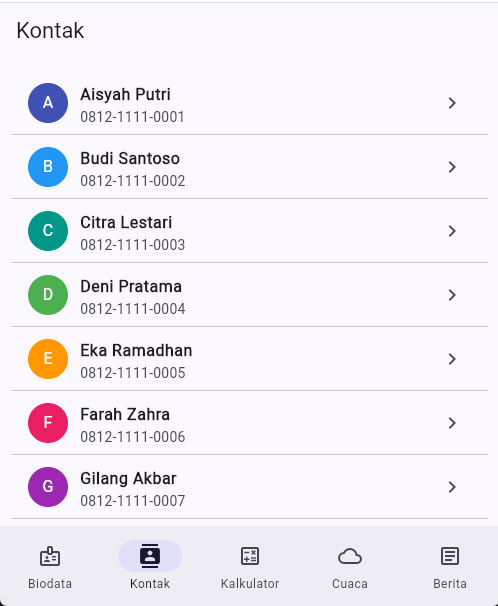 Kontak
A
Aisyah Putri
0812-1111-0001
B
Budi Santoso
0812-1111-0002
C
Citra Lestari
0812-1111-0003
D
Deni Pratama
0812-1111-0004
E
Eka Ramadhan
0812-1111-0005
F
Farah Zahra
0812-1111-0006
G
Gilang Akbar
0812-1111-0007
Biodata
Kontak
Kalkulator
Cuaca
Berita